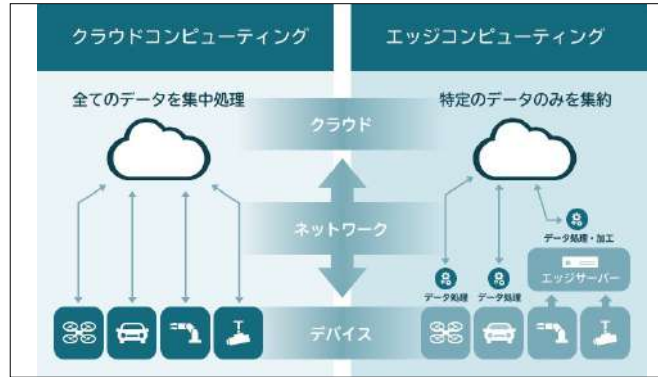 クラウドコンピューティング
エッジコンピューティング
全てのデータを集中処理
特定のデータのみを集約
クラウド
ネットワーク
データ処理・加工
エッジサーバー
データ処理
データ処理
デバイス